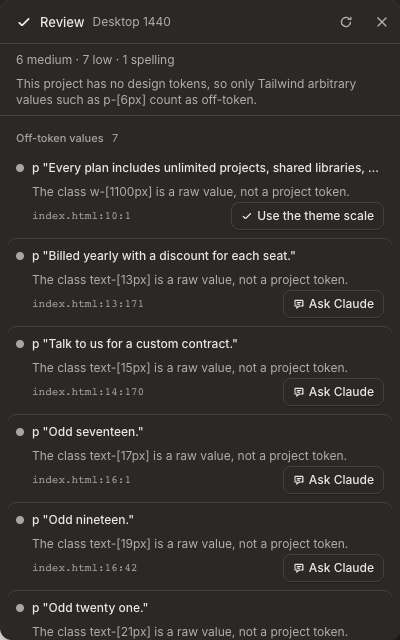 Review Desktop 1440
6 medium · 7 low · 1 spelling
This project has no design tokens, so only Tailwind arbitrary
values such as p-[6px] count as off-token.
Off-token values 7
p "Every plan includes unlimited projects, shared libraries, ...
The class w-[1100px] is a raw value, not a project token.
index.html:10:1
Use the theme scale
p "Billed yearly with a discount for each seat."
The class text-[13px] is a raw value, not a project token.
index.html:13:171
Ask Claude
p "Talk to us for a custom contract."
The class text-[15px] is a raw value, not a project token.
index.html:14:170
Ask Claude
p "Odd seventeen."
The class text-[17px] is a raw value, not a project token.
index.html:16:1
Ask Claude
p "Odd nineteen."
The class text-[19px] is a raw value, not a project token.
index.html:16:42
Ask Claude
p "Odd twenty one."
The class text-[21px] is a raw value, not a project token.